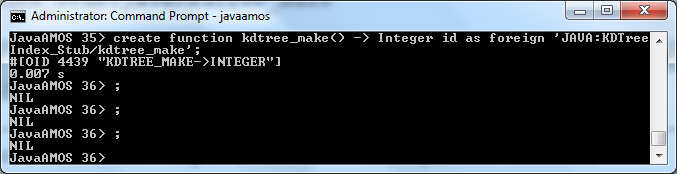 Administrator: Command Prompt - javaamos
JavaAMOS 35> create function kdtree_make() -> Integer id as foreign 'JAVA:KDTree
Index_Stub/kdtree_make';
#[OID 4439 "KDTREE_MAKE->INTEGER"]
0.007 s
JavaAMOS 36> ;
NIL
JavaAMOS 36> ;
NIL
JavaAMOS 36> ;
NIL
JavaAMOS 36>